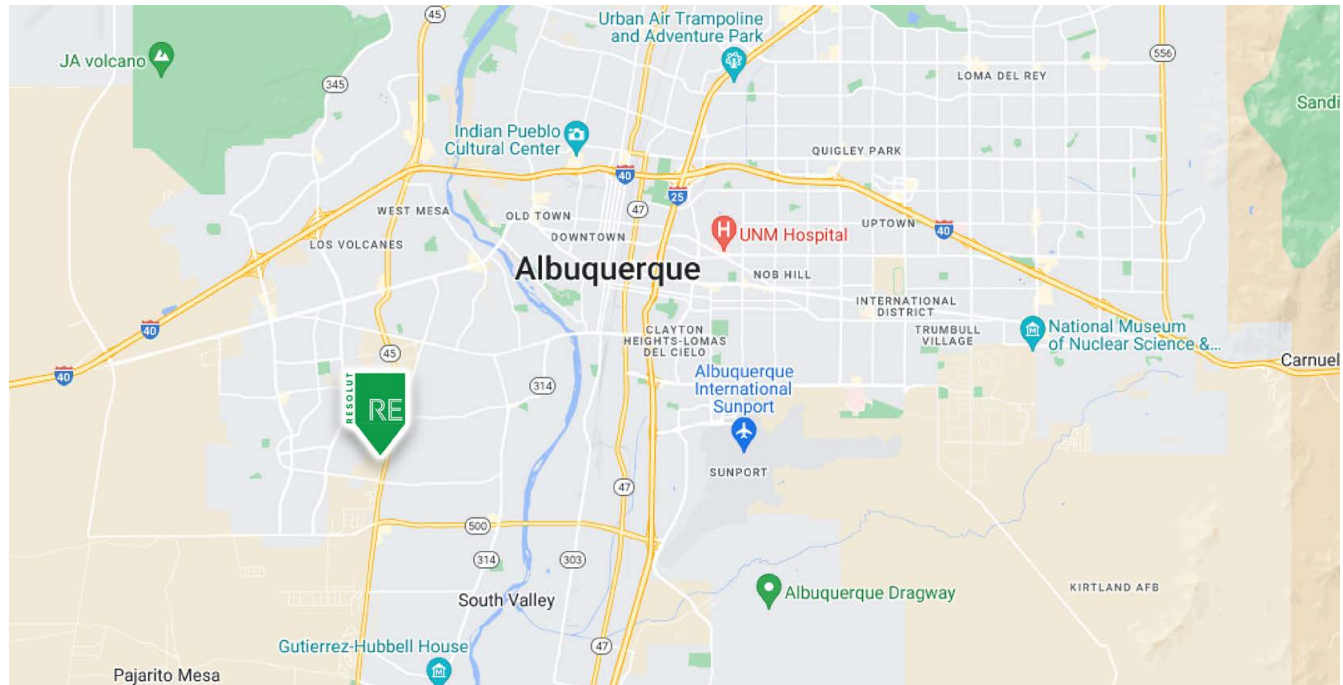 45
Urban Air Trampoline
and Adventure Park
556
JA volcano
LOMA DEL REY
345
Sandi
Indian Pueblo
Cultural Center
QUIGLEY PARK
40
25
47
WEST MESA
OLD TOWN
UPTOWN
UNM Hospital
H
40
LOS VOLCANES
DOWNTOWN
Albuquerque
NOB HILL
INTERNATIONAL
DISTRICT
40
CLAYTON
HEIGHTS-LOMAS
DEL CIELO
TRUMBULL
VILLAGE
National Museum
of Nuclear Science &...
45
Carnuel
40
Albuquerque
International
Sunport
314
RESOLUT
RE
SUNPORT
47
500
314
303
KIRTLAND AFB
Albuquerque Dragway
South Valley
47
Gutierrez-Hubbell House
M
Pajarito Mesa